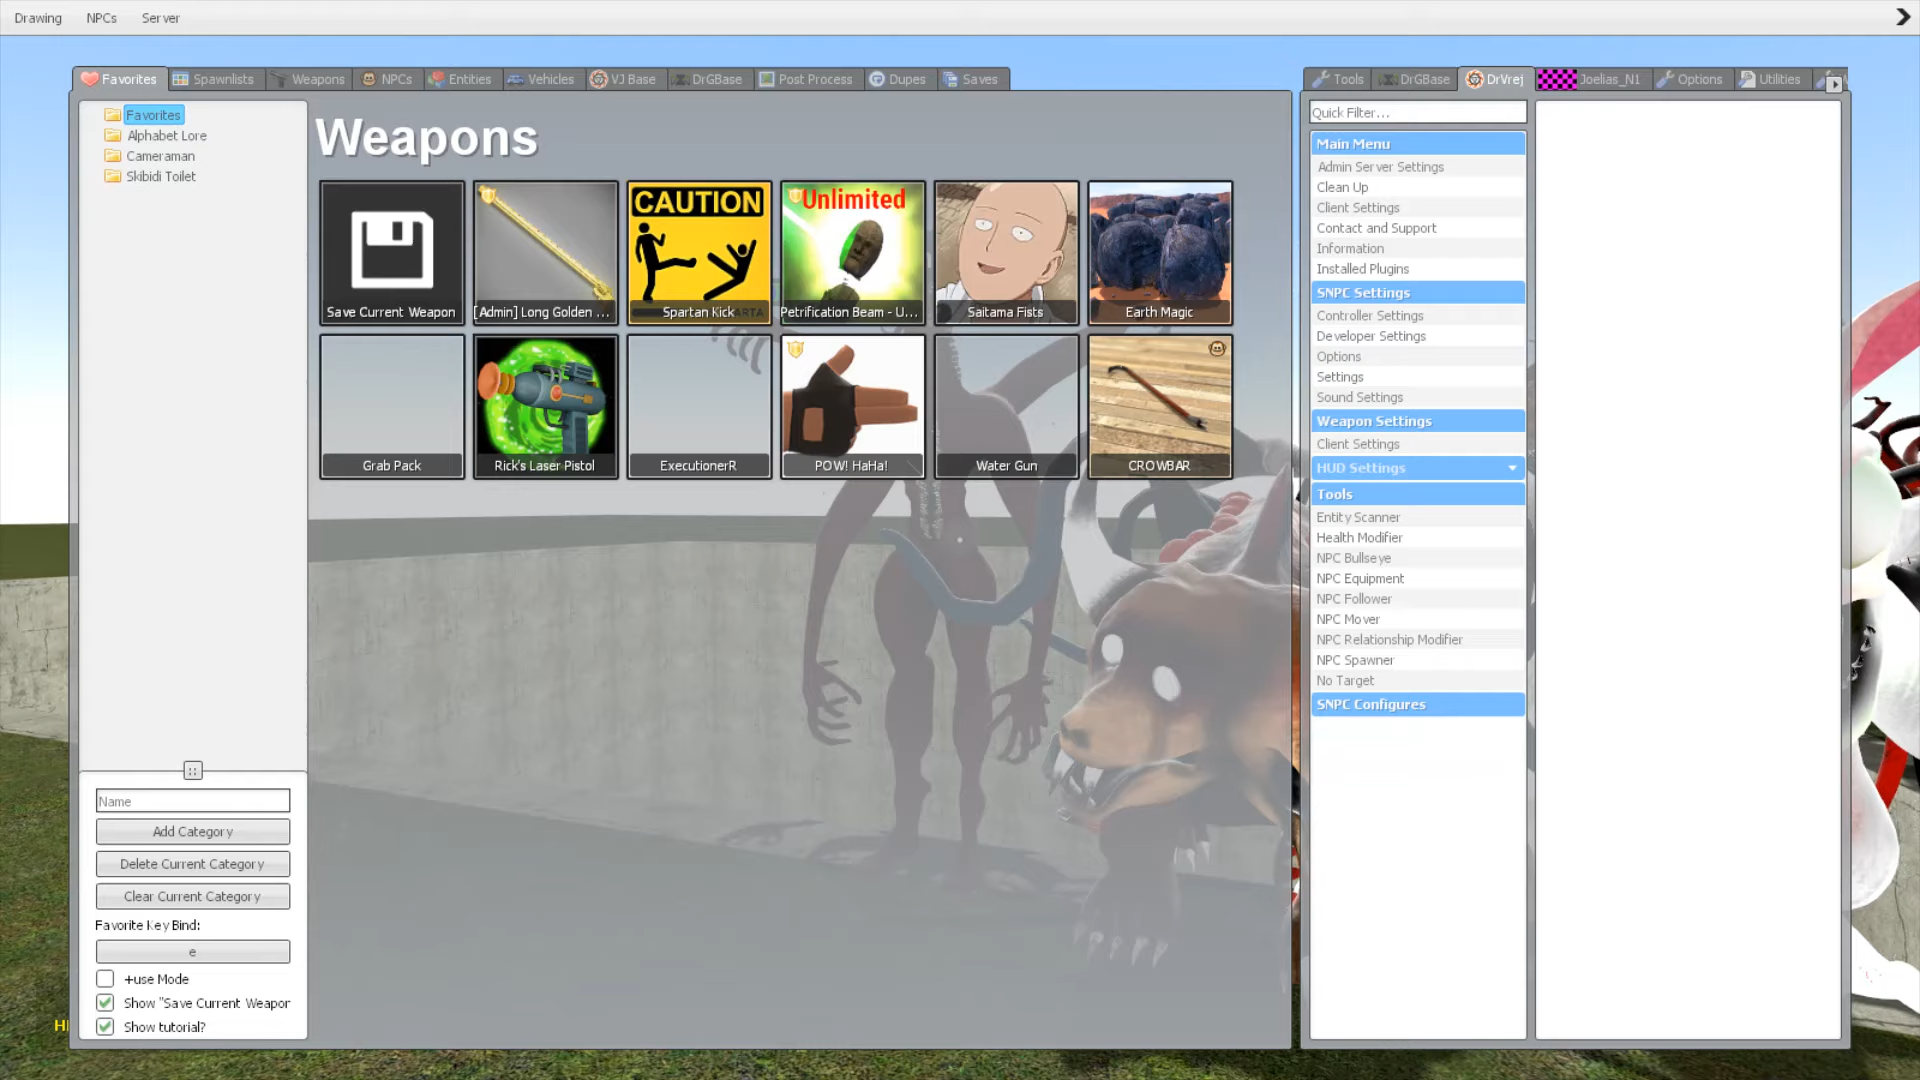 Drawing NPCs Server
Favorites Spawnlists Weapons NPCs Entities Vehicles VJ Base DrGBase Post Process Dupes Saves
Favorites
Alphabet Lore
Cameraman
Skibidi Toilet
Weapons
Save Current Weapon
[Admin] Long Golden ...
CAUTION
Spartan Kick
Unlimited
Petrification Beam - U...
Saitama Fists
Earth Magic
Grab Pack
Rick's Laser Pistol
ExecutionerR
POW! HaHa!
Water Gun
CROWBAR
Name
Add Category
Delete Current Category
Clear Current Category
Favorite Key Bind:
e
+use Mode
Show "Save Current Weapon
Show tutorial?
Tools DrGBase DrVrej Joelias_N1 Options Utilities
Quick Filter...
Main Menu
Admin Server Settings
Clean Up
Client Settings
Contact and Support
Information
Installed Plugins
SNPC Settings
Controller Settings
Developer Settings
Options
Settings
Sound Settings
Weapon Settings
Client Settings
HUD Settings
Tools
Entity Scanner
Health Modifier
NPC Bullseye
NPC Equipment
NPC Follower
NPC Mover
NPC Relationship Modifier
NPC Spawner
No Target
SNPC Configures